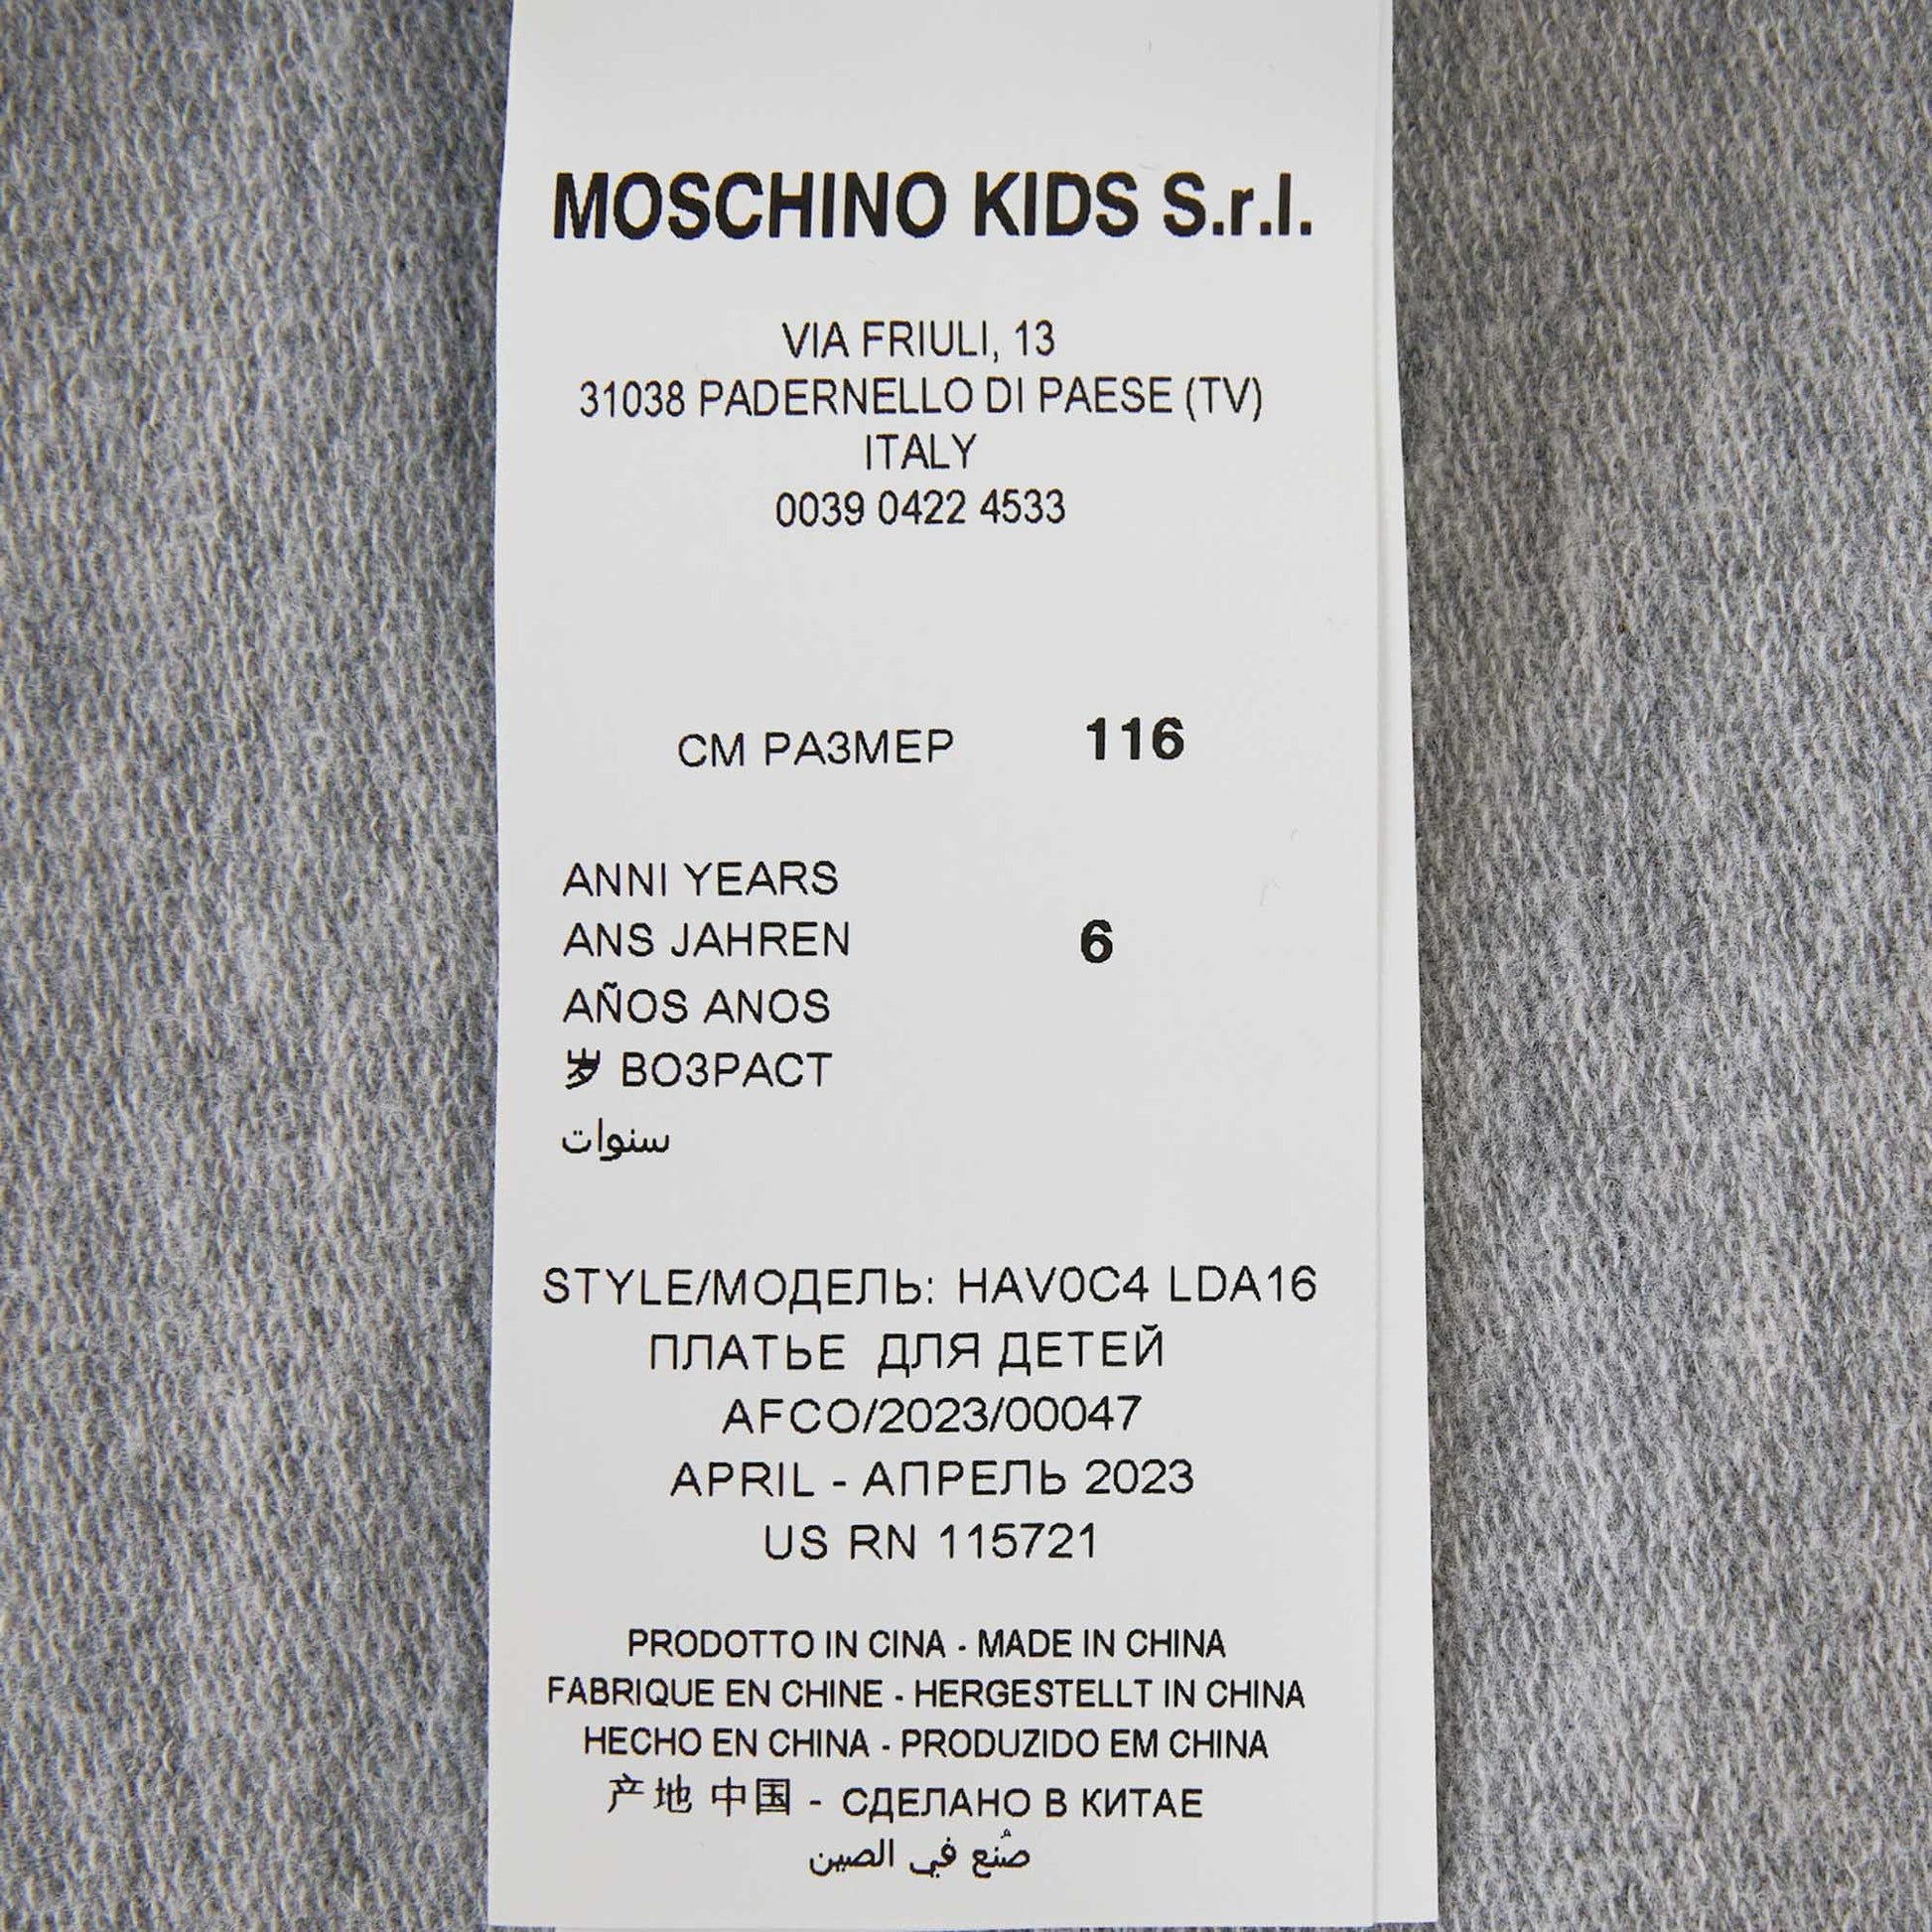 MOSCHINO KIDS S.r.l.
VIA FRIULI, 13
31038 PADERNELLO DI PAESE (TV)
ITALY
0039 0422 4533
СМ РАЗМЕР 116
ANNI YEARS
ANS JAHREN 6
AÑOS ANOS
岁 ВОЗРАСТ
سنوات
STYLE/МОДЕЛЬ: HAV0C4 LDA16
ПЛАТЬЕ ДЛЯ ДЕТЕЙ
AFCO/2023/00047
APRIL - АПРЕЛЬ 2023
US RN 115721
PRODOTTO IN CINA - MADE IN CHINA
FABRIQUE EN CHINE - HERGESTELLT IN CHINA
HECHO EN CHINA - PRODUZIDO EM CHINA
产地 中国 - СДЕЛАНО В КИТАЕ
صُنع في الصين